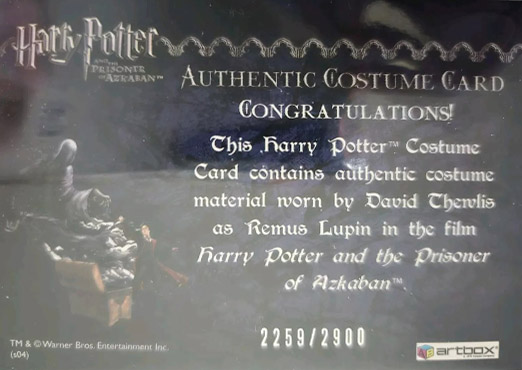 Harry Potter
AND THE
PRISONER
OF AZKABAN™
AUTHENTIC COSTUME CARD
CONGRATULATIONS!
This Harry Potter™ Costume
Card contains authentic costume
material worn by David Thewlis
as Remus Lupin in the film
Harry Potter and the Prisoner
of Azkaban™.
2259/2900
TM & © Warner Bros. Entertainment Inc.
(s04)
artbox